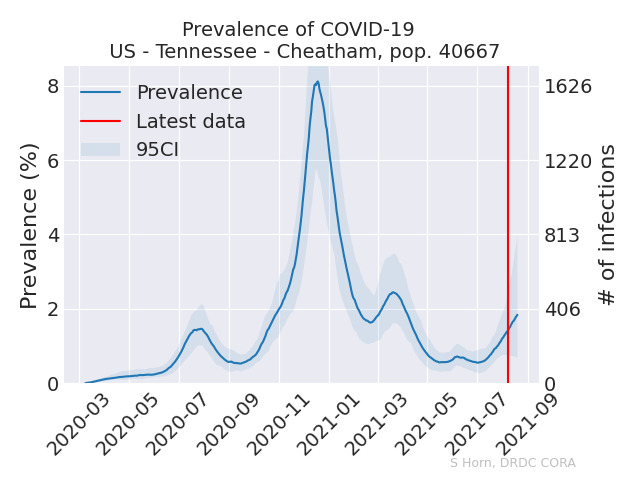 Prevalence of COVID-19
US - Tennessee - Cheatham, pop. 40667
Prevalence
Latest data
95CI
Prevalence (%)
8
6
4
2
0
1626
1220
813
406
0
# of infections
2020-03
2020-05
2020-07
2020-09
2020-11
2021-01
2021-03
2021-05
2021-07
2021-09
S Horn, DRDC CORA